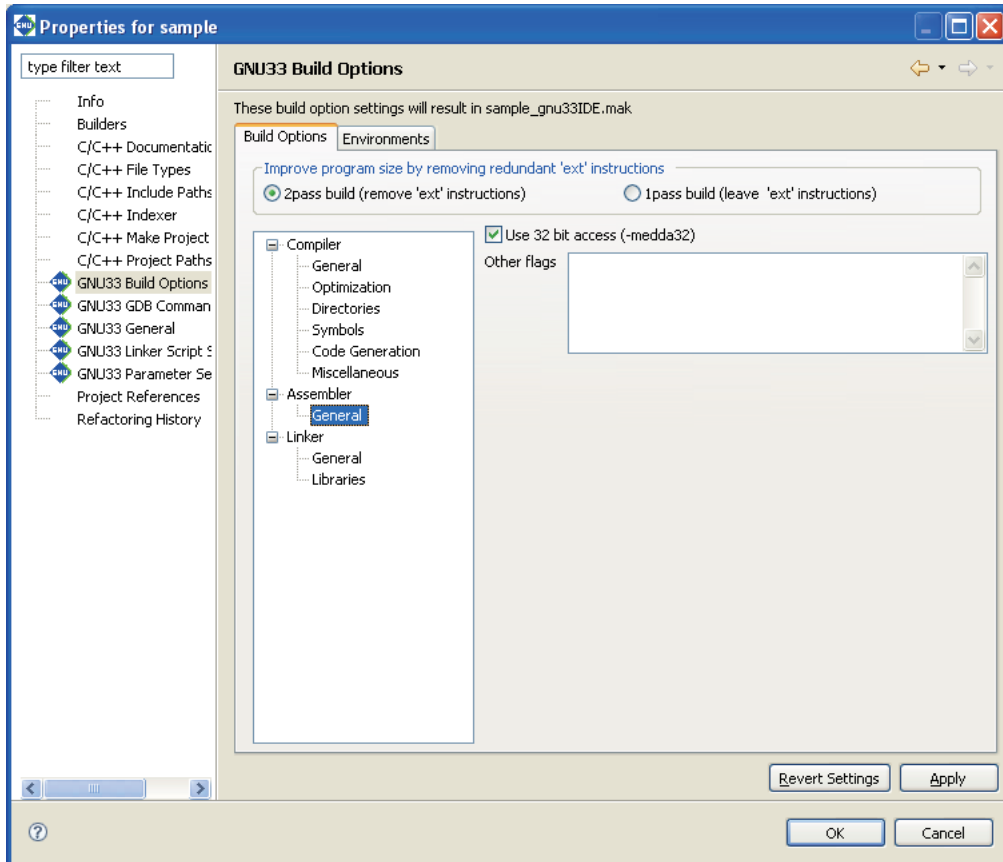 Properties for sample
type filter text
Info
Builders
C/C++ Documentatic
C/C++ File Types
C/C++ Include Paths
C/C++ Indexer
C/C++ Make Project
C/C++ Project Paths
GNU33 Build Options
GNU33 GDB Comman
GNU33 General
GNU33 Linker Script S
GNU33 Parameter Se
Project References
Refactoring History
GNU33 Build Options
These build option settings will result in sample_gnu33IDE.mak
Build Options
Environments
Improve program size by removing redundant 'ext' instructions
2pass build (remove 'ext' instructions)
1pass build (leave 'ext' instructions)
Compiler
General
Optimization
Directories
Symbols
Code Generation
Miscellaneous
Assembler
General
Linker
General
Libraries
Use 32 bit access (-medda32)
Other flags
Revert Settings
Apply
OK
Cancel